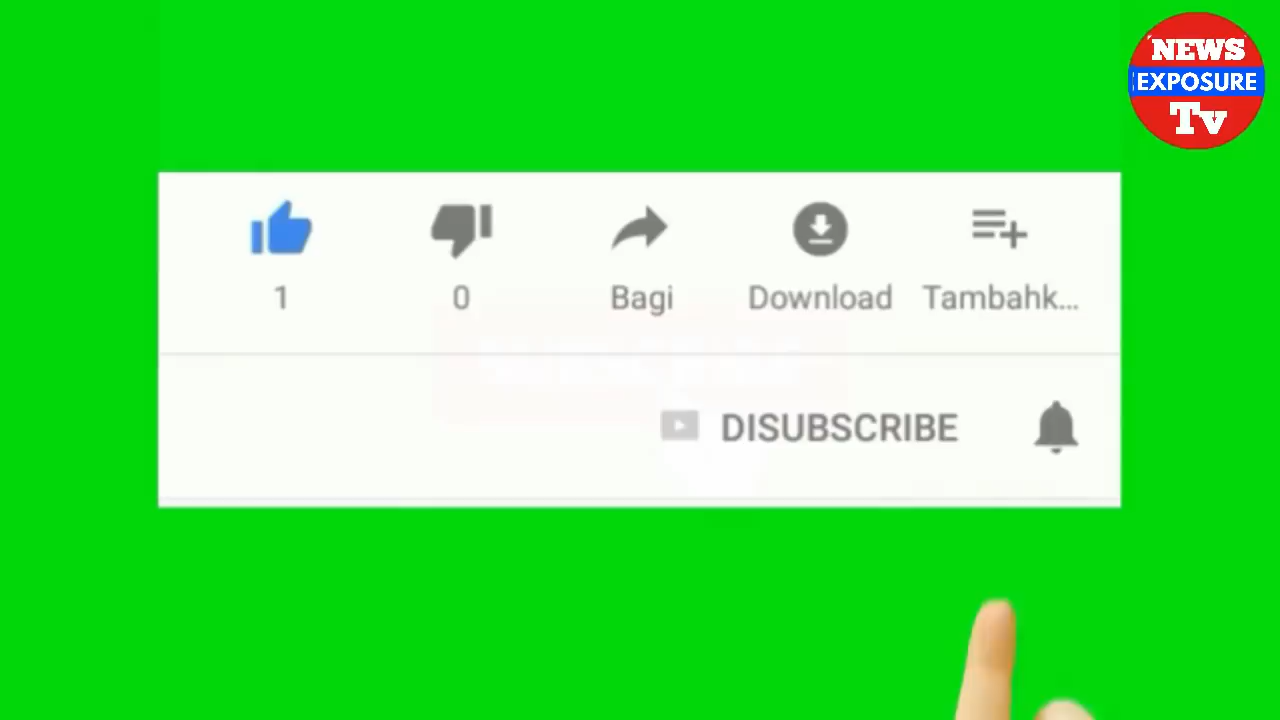 NEWS
EXPOSURE
Tv
1 0 Bagi Download Tambahk...
DISUBSCRIBE